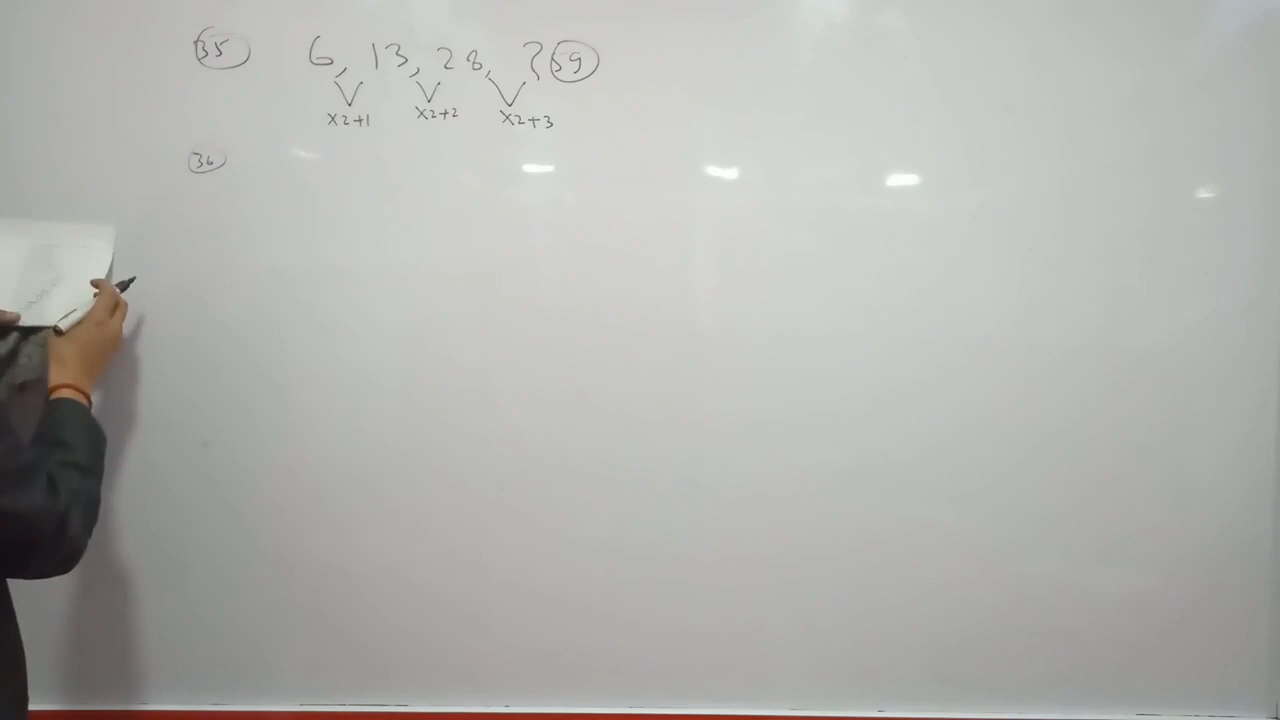 35 6, 13, 28, ? 59
x2+1 x2+2 x2+3
36